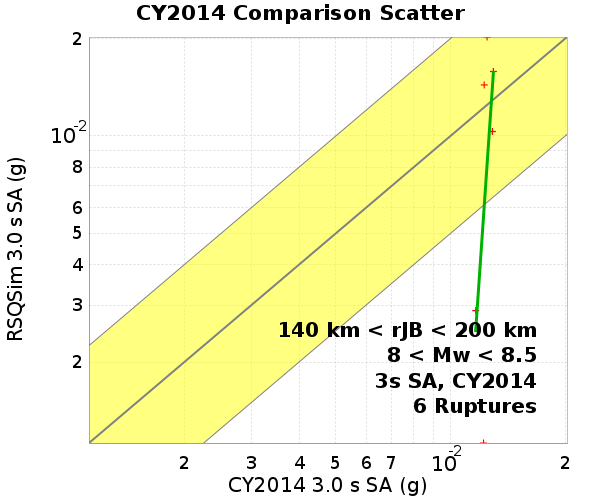 CY2014 Comparison Scatter
RSQSim 3.0 s SA (g)
2
10-2
8
6
5
4
3
2
140 km < rJB < 200 km
8 < Mw < 8.5
3s SA, CY2014
6 Ruptures
2 3 4 5 6 7 10-2 2
CY2014 3.0 s SA (g)